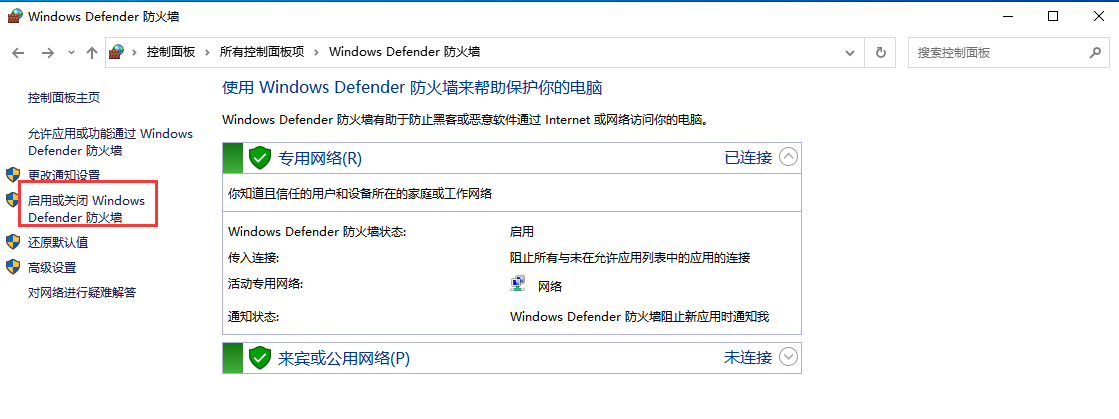 Windows Defender 防火墙
控制面板 › 所有控制面板项 › Windows Defender 防火墙
搜索控制面板
控制面板主页
允许应用或功能通过 Windows
Defender 防火墙
更改通知设置
启用或关闭 Windows
Defender 防火墙
还原默认值
高级设置
对网络进行疑难解答
使用 Windows Defender 防火墙来帮助保护你的电脑
Windows Defender 防火墙有助于防止黑客或恶意软件通过 Internet 或网络访问你的电脑。
专用网络(R) 已连接
你知道且信任的用户和设备所在的家庭或工作网络
Windows Defender 防火墙状态: 启用
传入连接: 阻止所有与未在允许应用列表中的应用的连接
活动专用网络: 网络
通知状态: Windows Defender 防火墙阻止新应用时通知我
来宾或公用网络(P) 未连接